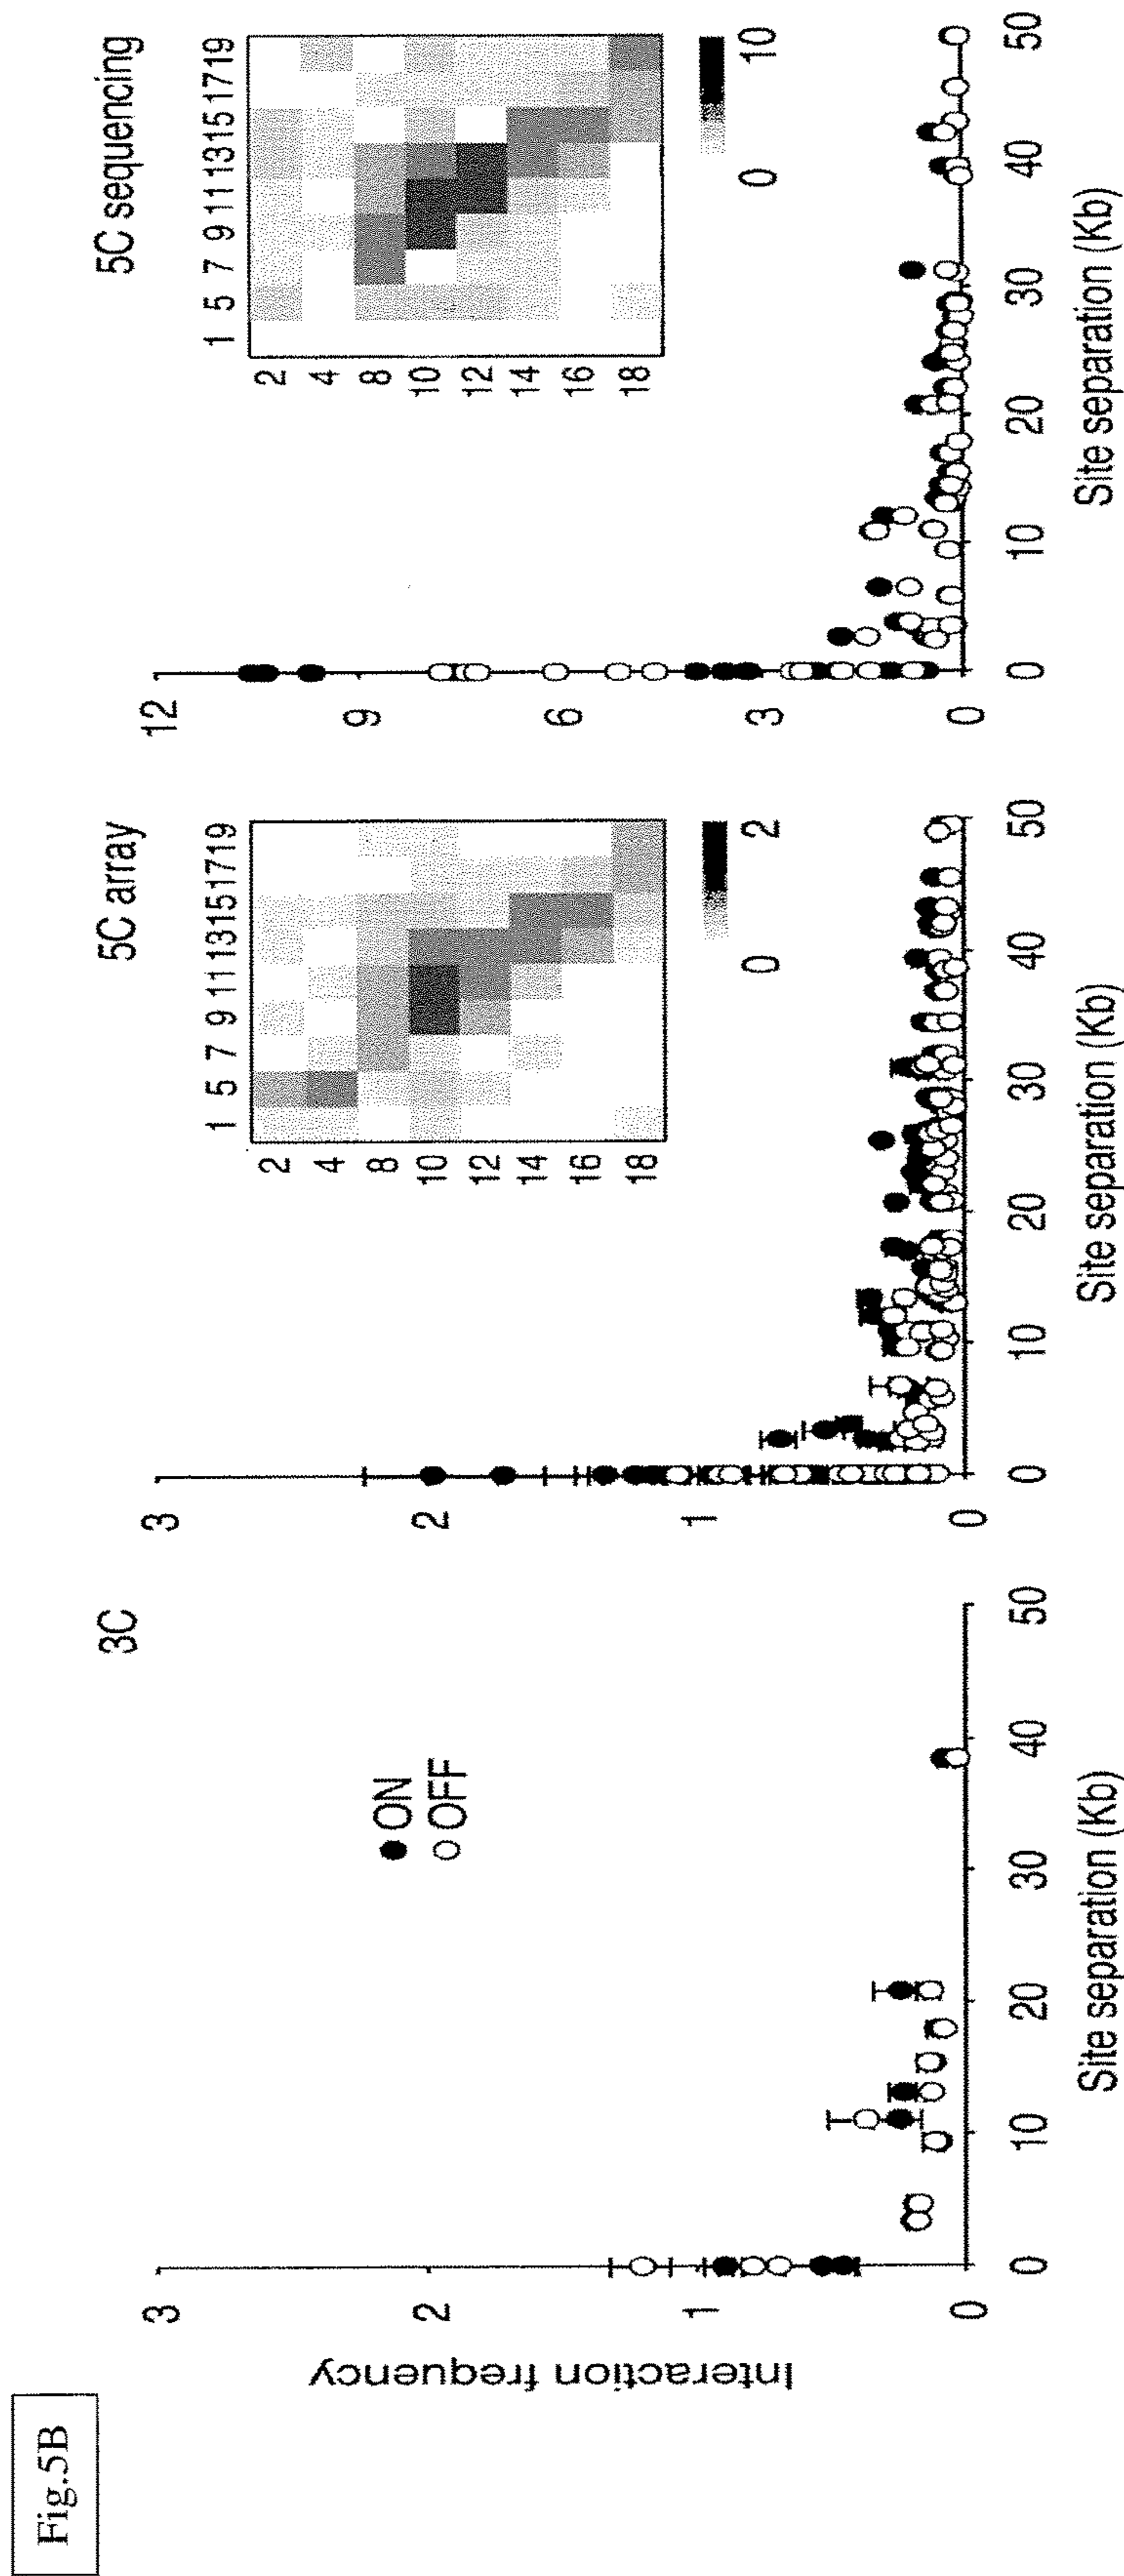 Fig.5B
Interaction frequency
3C
3
2
1
0
● ON
○ OFF
0 10 20 30 40 50
Site separation (Kb)
5C array
3
2
1
0
1 5 7 9 11 13 15 17 19
2
4
8
10
12
14
16
18
0 2
0 10 20 30 40 50
Site separation (Kb)
5C sequencing
12
9
6
3
0
1 5 7 9 11 13 15 17 19
2
4
8
10
12
14
16
18
0 10
0 10 20 30 40 50
Site separation (Kb)